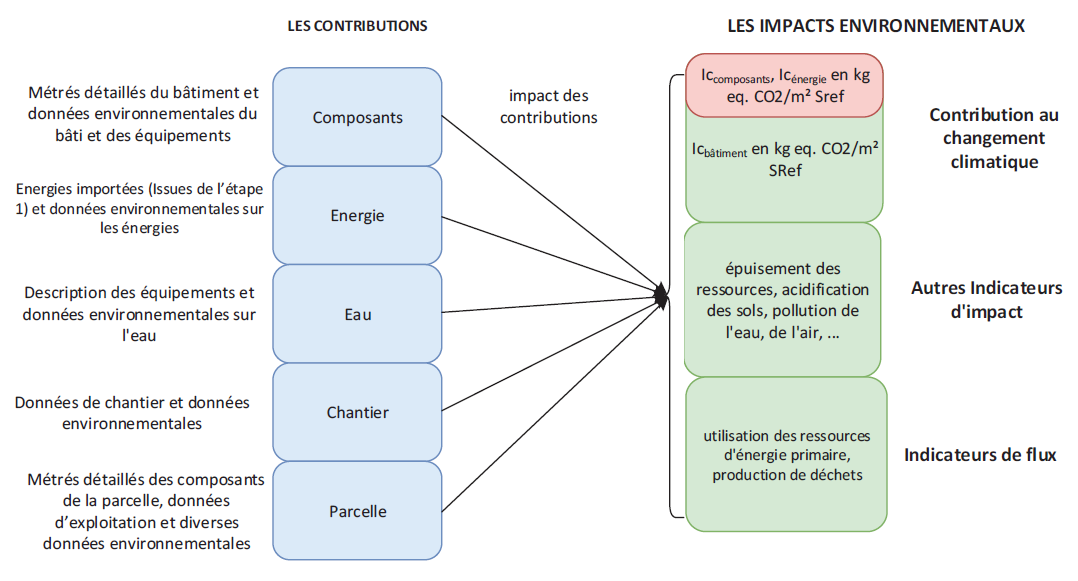 LES CONTRIBUTIONS
LES IMPACTS ENVIRONNEMENTAUX
Métrés détaillés du bâtiment et
données environnementales du
bâti et des équipements
Composants
Energies importées (Issues de l’étape
1) et données environnementales sur
les énergies
Energie
Description des équipements et
données environnementales sur
l'eau
Eau
Données de chantier et données
environnementales
Chantier
Métrés détaillés des composants
de la parcelle, données
d’exploitation et diverses
données environnementales
Parcelle
impact des
contributions
Iccomposants, Icénergie en kg
eq. CO2/m² Sref
Icbâtiment en kg eq. CO2/m²
SRef
Contribution au
changement
climatique
épuisement des
ressources, acidification
des sols, pollution de
l'eau, de l'air, ...
Autres Indicateurs
d'impact
utilisation des ressources
d'énergie primaire,
production de déchets
Indicateurs de flux